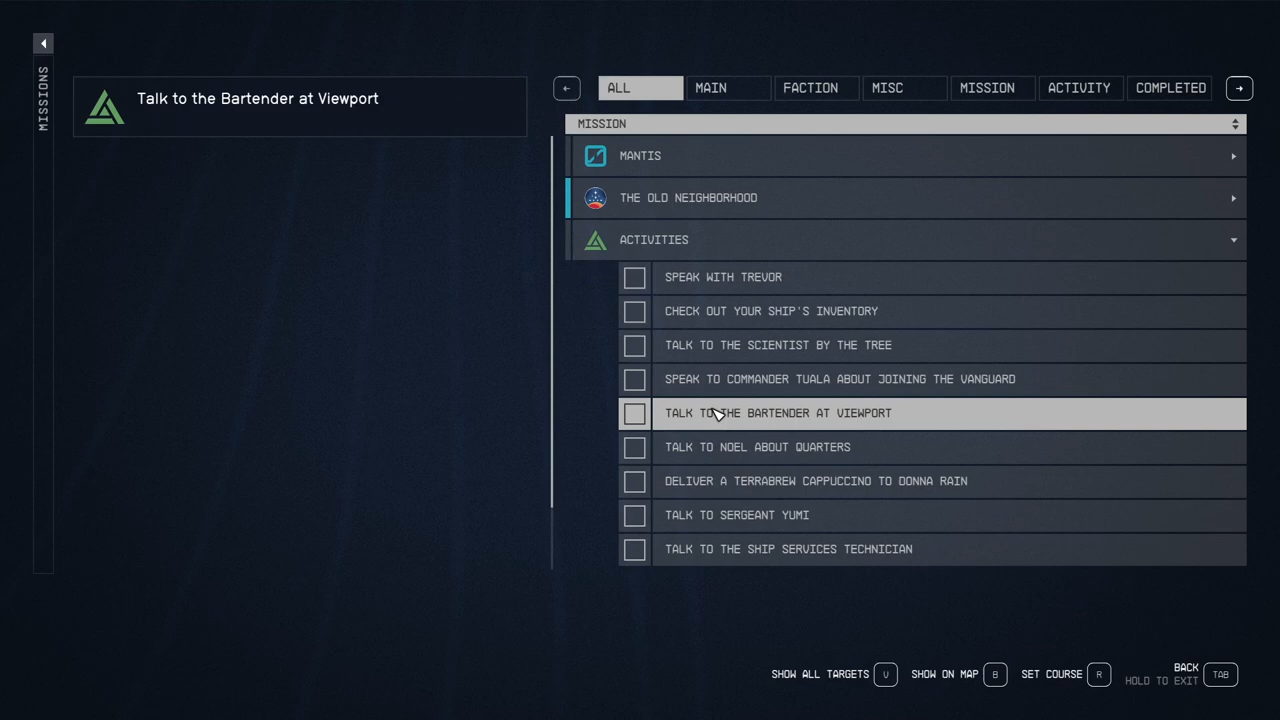 MISSIONS
Talk to the Bartender at Viewport
ALL MAIN FACTION MISC MISSION ACTIVITY COMPLETED
MISSION
MANTIS
THE OLD NEIGHBORHOOD
ACTIVITIES
SPEAK WITH TREVOR
CHECK OUT YOUR SHIP'S INVENTORY
TALK TO THE SCIENTIST BY THE TREE
SPEAK TO COMMANDER TUALA ABOUT JOINING THE VANGUARD
TALK TO THE BARTENDER AT VIEWPORT
TALK TO NOEL ABOUT QUARTERS
DELIVER A TERRABREW CAPPUCCINO TO DONNA RAIN
TALK TO SERGEANT YUMI
TALK TO THE SHIP SERVICES TECHNICIAN
SHOW ALL TARGETS V SHOW ON MAP B SET COURSE R BACK TAB
HOLD TO EXIT